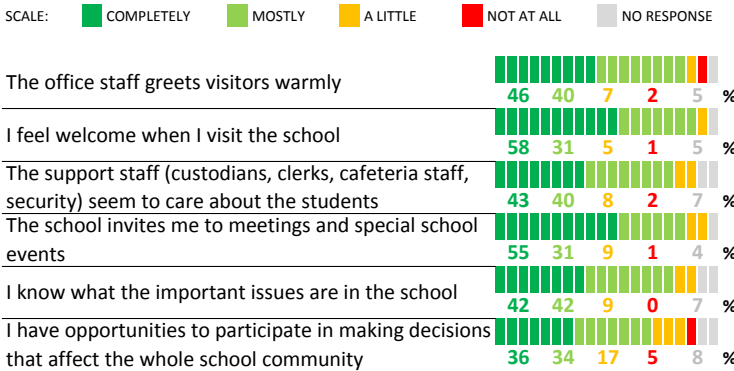 SCALE: COMPLETELY MOSTLY A LITTLE NOT AT ALL NO RESPONSE
The office staff greets visitors warmly
46 40 7 2 5 %
I feel welcome when I visit the school
58 31 5 1 5 %
The support staff (custodians, clerks, cafeteria staff,
security) seem to care about the students
43 40 8 2 7 %
The school invites me to meetings and special school
events
55 31 9 1 4 %
I know what the important issues are in the school
42 42 9 0 7 %
I have opportunities to participate in making decisions
that affect the whole school community
36 34 17 5 8 %